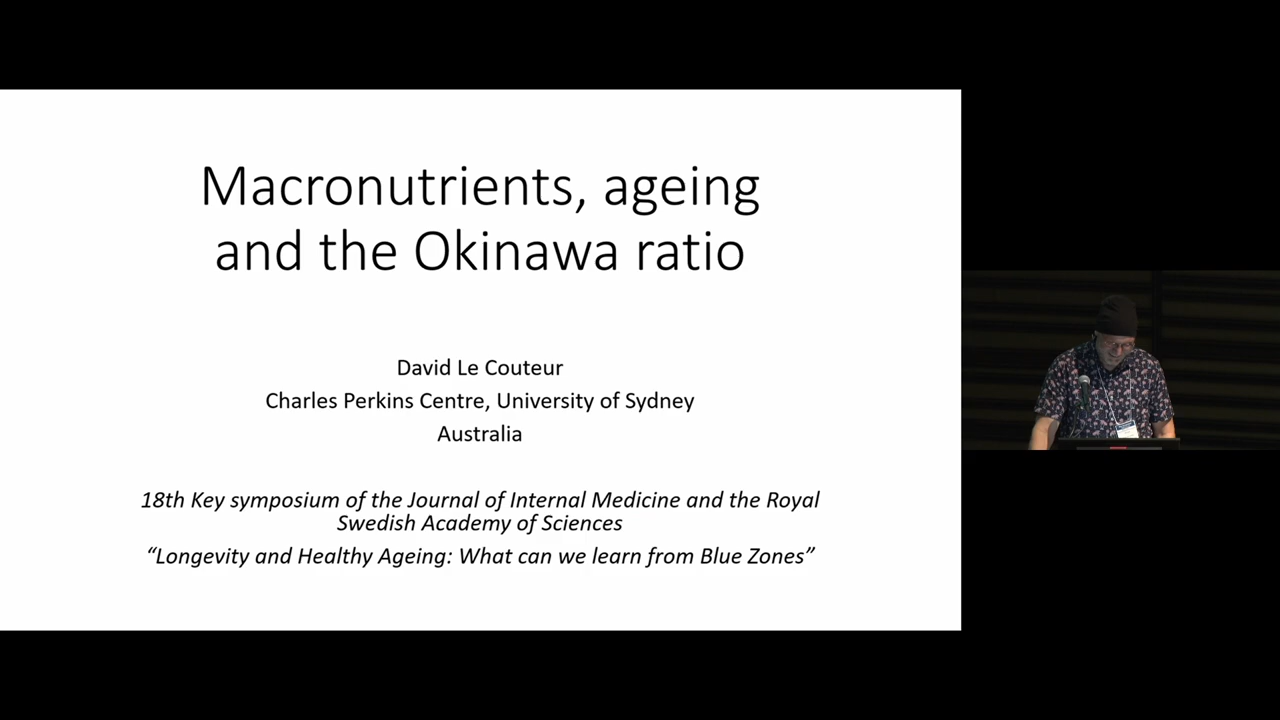 Macronutrients, ageing
and the Okinawa ratio
David Le Couteur
Charles Perkins Centre, University of Sydney
Australia
18th Key symposium of the Journal of Internal Medicine and the Royal
Swedish Academy of Sciences
“Longevity and Healthy Ageing: What can we learn from Blue Zones”